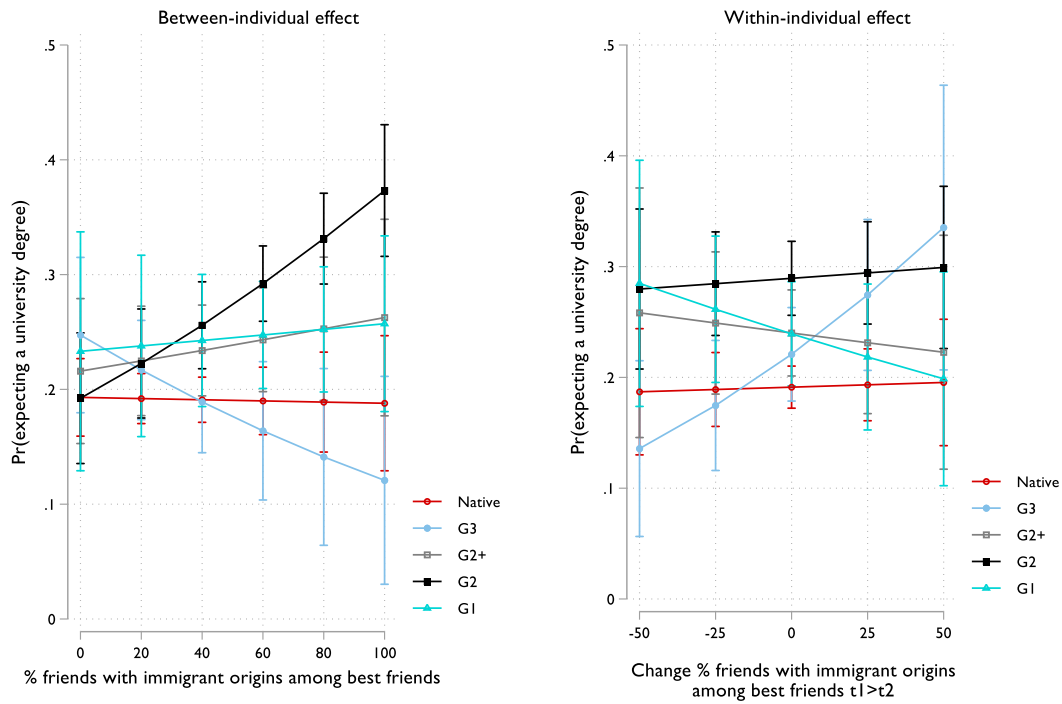 Between-individual effect
.5
.4
.3
.2
.1
0
Pr(expecting a university degree)
0 20 40 60 80 100
% friends with immigrant origins among best friends
Native
G3
G2+
G2
G1
Within-individual effect
.5
.4
.3
.2
.1
0
Pr(expecting a university degree)
-50 -25 0 25 50
Change % friends with immigrant origins
among best friends t1>t2
Native
G3
G2+
G2
G1